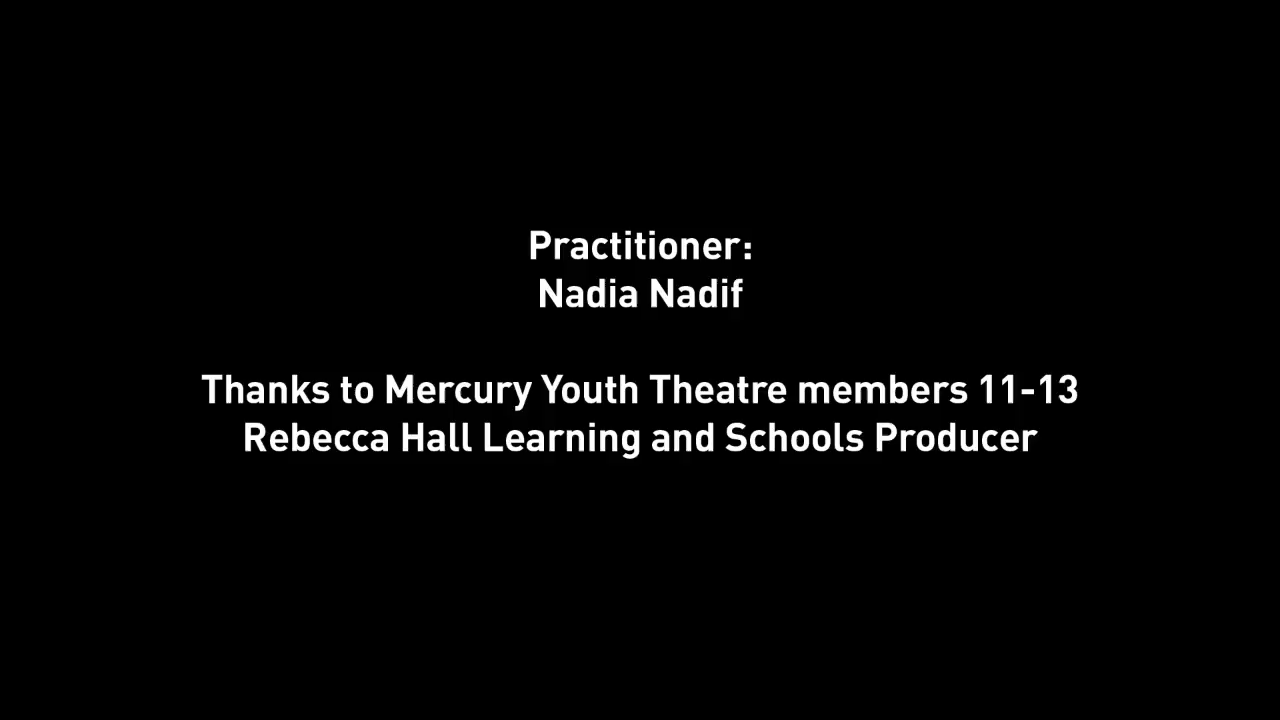 Practitioner:
Nadia Nadif
Thanks to Mercury Youth Theatre members 11-13
Rebecca Hall Learning and Schools Producer